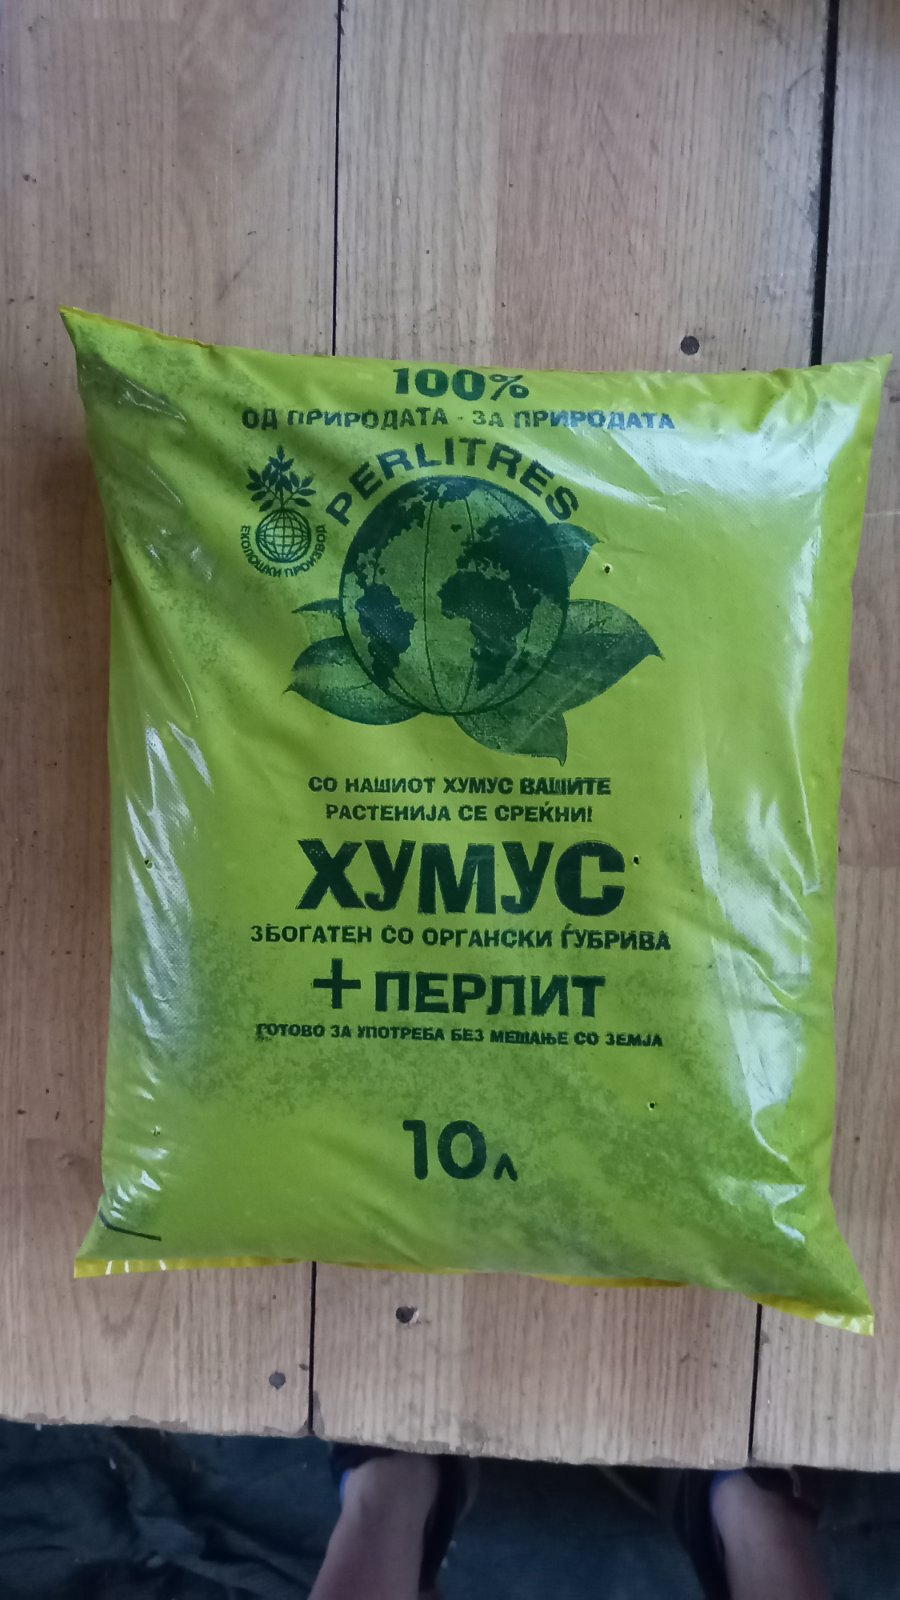 100%
ОД ПРИРОДАТА - ЗА ПРИРОДАТА
PERLITRES
ЕКОЛОШКИ ПРОИЗВОД
СО НАШИОТ ХУМУС ВАШИТЕ
РАСТЕНИЈА СЕ СРЕЌНИ!
ХУМУС
ЗБОГАТЕН СО ОРГАНСКИ ЃУБРИВА
+ ПЕРЛИТ
ГОТОВО ЗА УПОТРЕБА БЕЗ МЕШАЊЕ СО ЗЕМЈА
10л